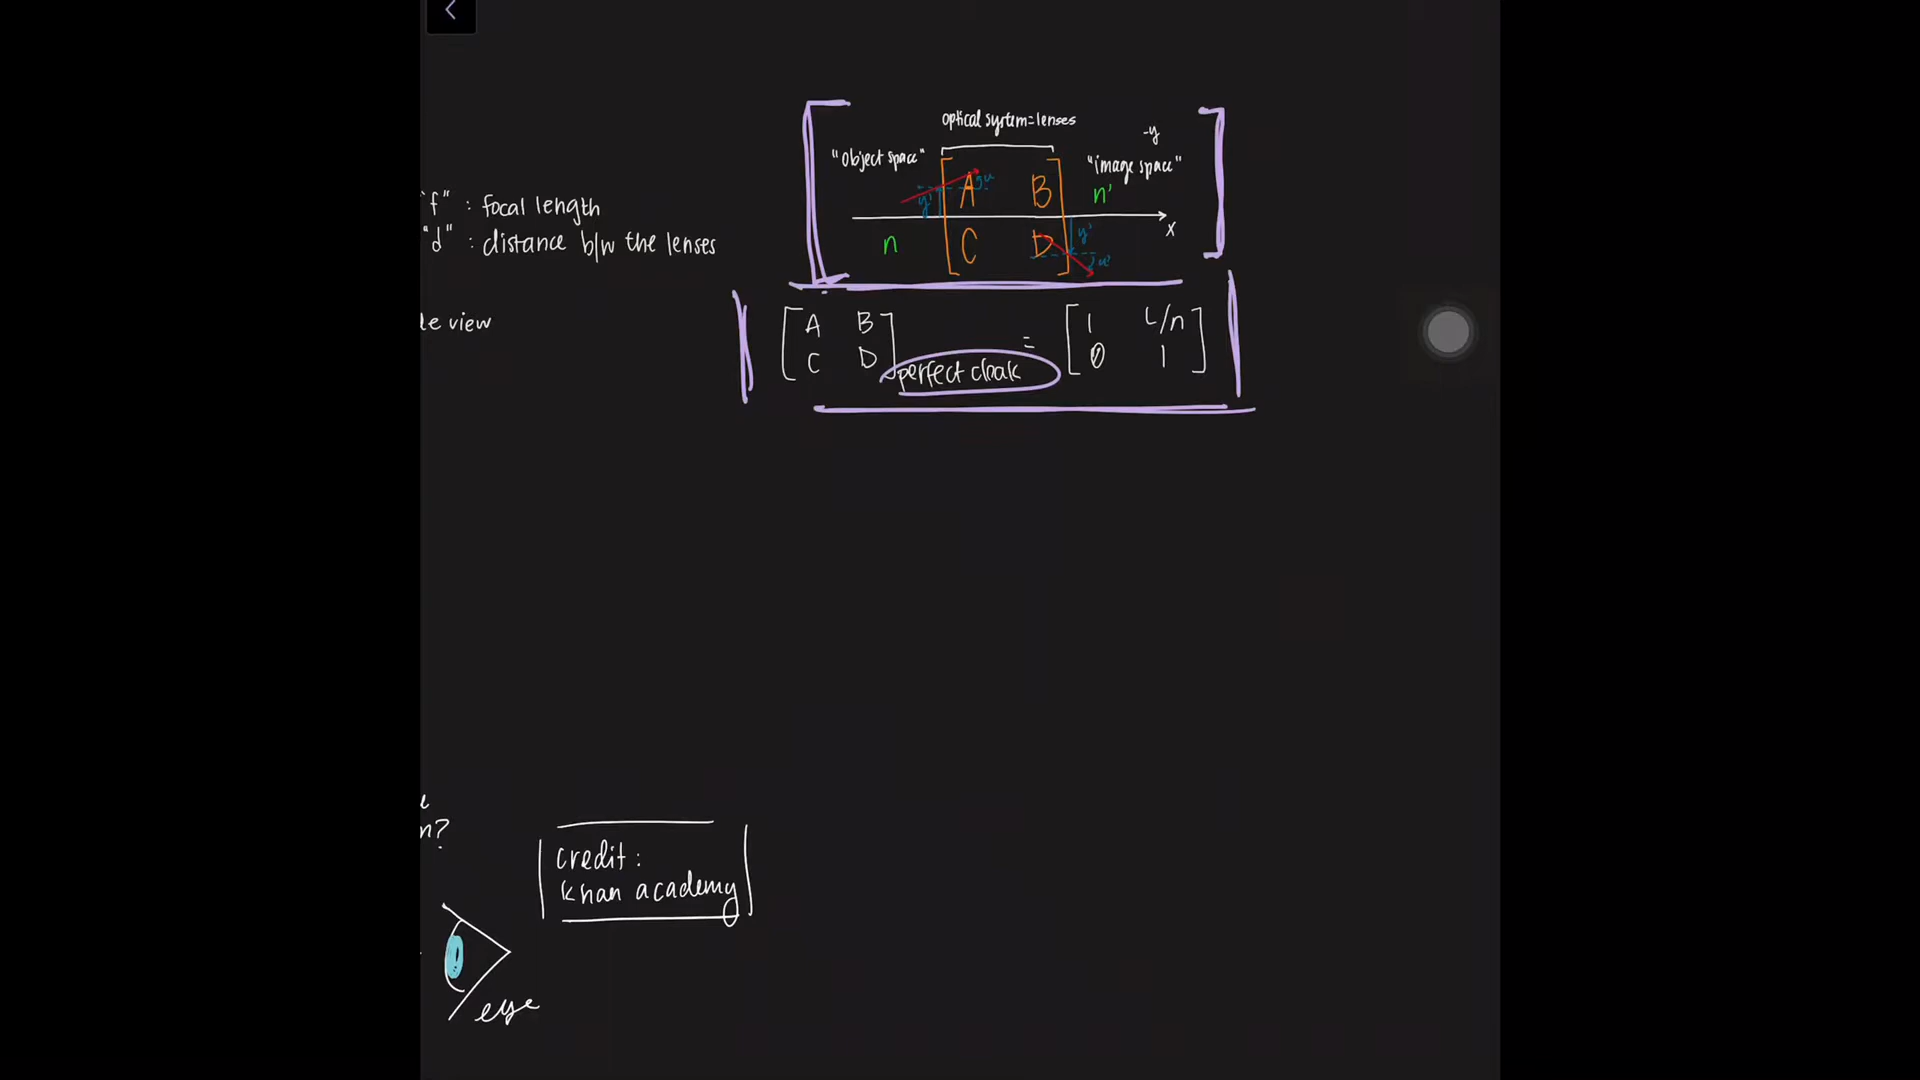 optical system=lenses
-y
"object space"
"image space"
y' A u B n'
n C D y' u' x
"f" : focal length
"d" : distance b/w the lenses
le view
A B = 1 L/n
C D perfect cloak 0 1
n?
credit:
khan academy
eye